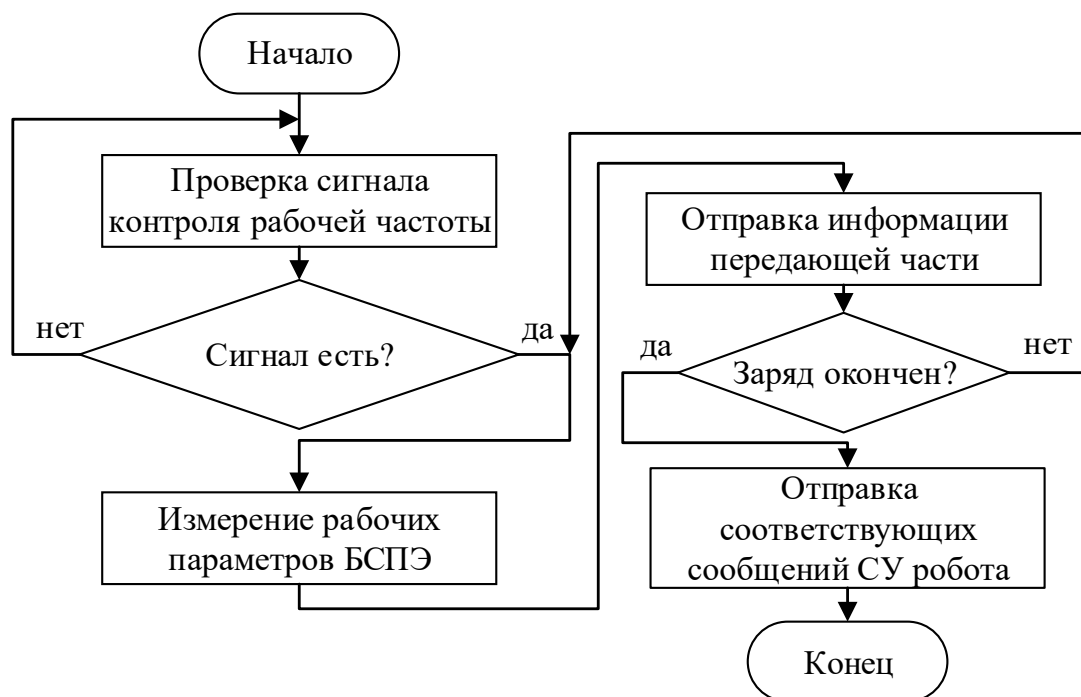 Начало
Проверка сигнала
контроля рабочей частоты
нет
да
Сигнал есть?
Измерение рабочих
параметров БСПЭ
Отправка информации
передающей части
да
нет
Заряд окончен?
Отправка
соответствующих
сообщений СУ робота
Конец